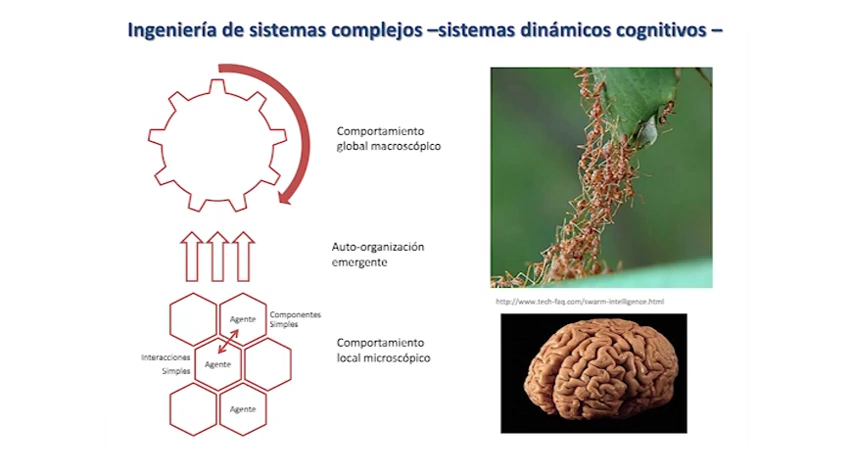 Ingeniería de sistemas complejos –sistemas dinámicos cognitivos –
Comportamiento
global macroscópico
Auto-organización
emergente
http://www.tech-faq.com/swarm-intelligence.html
Agente
Componentes
Simples
Interacciones
Simples
Agente
Comportamiento
local microscópico
Agente